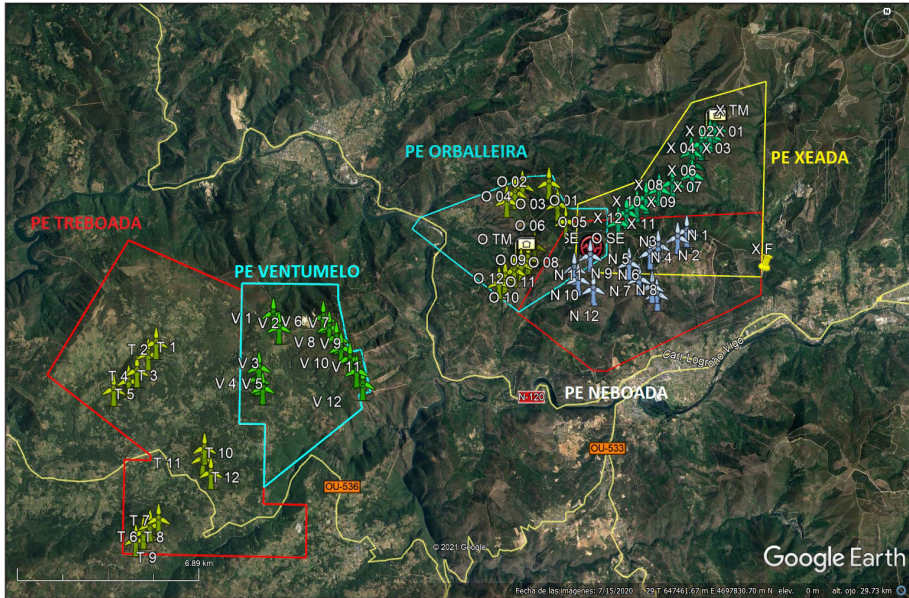 N
X TM
X 02 X 01
X 04 X 03
PE XEADA
PE ORBALLEIRA
X 06
X 08 X 07
X 10 X 09
X 12 X 11
X F
O 02
O 04 O 03 O 01
O 05
O 06
O TM
SE O SE
O 09 O 08
O 12 O 11
O 10
N3 N 1
N 5 N 4 N 2
N 11 N 9 N 6
N 10 N 7 N 8
N 12
PE TREBOADA
PE VENTUMELO
V 1 V 2 V 6 V 7
V 8 V 9
V 3 V 10 V 11
V 4 V 5
V 12
T 2 T 1
T 4 T 3
T 5
Carr Logroño Vigo
N-120
PE NEBOADA
OU-533
T 10
T 11
T 12
OU-536
T 7
T 6 T 8
T 9
© 2021 Google
Google Earth
6.89 km
Fecha de las imágenes: 7/15/2020 29 T 647461.67 m E 4697830.70 m N elev. 0 m alt. ojo 29.73 km